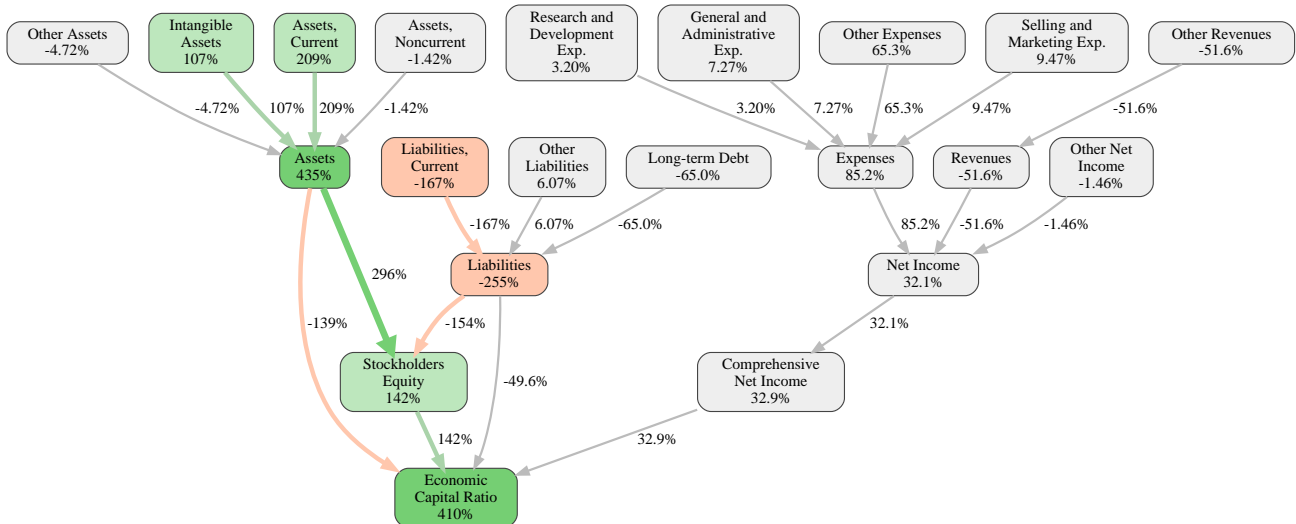 Other Assets
-4.72%
Intangible
Assets
107%
Assets,
Current
209%
Assets,
Noncurrent
-1.42%
Research and
Development
Exp.
3.20%
General and
Administrative
Exp.
7.27%
Other Expenses
65.3%
Selling and
Marketing Exp.
9.47%
Other Revenues
-51.6%
-4.72%
107%
209%
-1.42%
3.20%
7.27%
65.3%
9.47%
-51.6%
Assets
435%
Liabilities,
Current
-167%
Other
Liabilities
6.07%
Long-term Debt
-65.0%
Expenses
85.2%
Revenues
-51.6%
Other Net
Income
-1.46%
-167%
6.07%
-65.0%
85.2%
-51.6%
-1.46%
Liabilities
-255%
Net Income
32.1%
296%
-139%
-154%
32.1%
Stockholders
Equity
142%
-49.6%
Comprehensive
Net Income
32.9%
142%
32.9%
Economic
Capital Ratio
410%